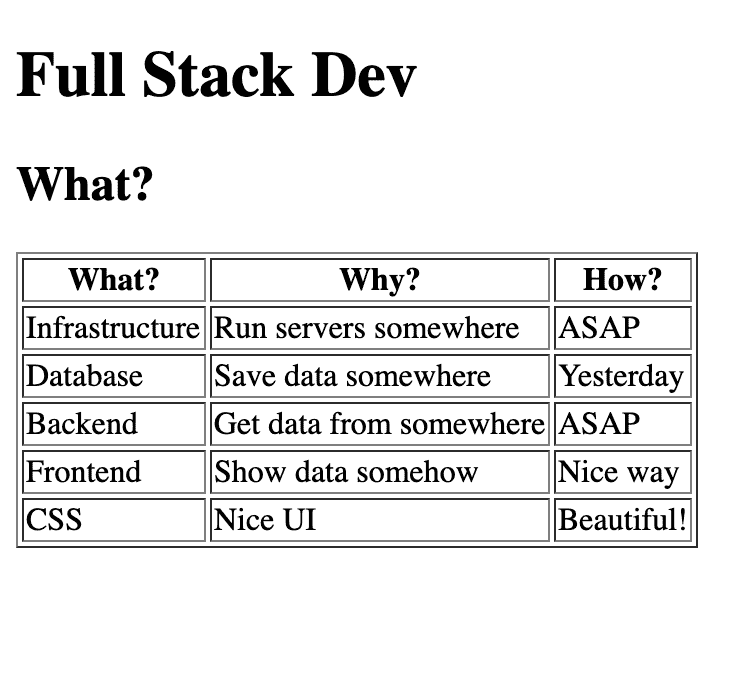 Full Stack Dev
What?
What? Why? How?
Infrastructure Run servers somewhere ASAP
Database Save data somewhere Yesterday
Backend Get data from somewhere ASAP
Frontend Show data somehow Nice way
CSS Nice UI Beautiful!